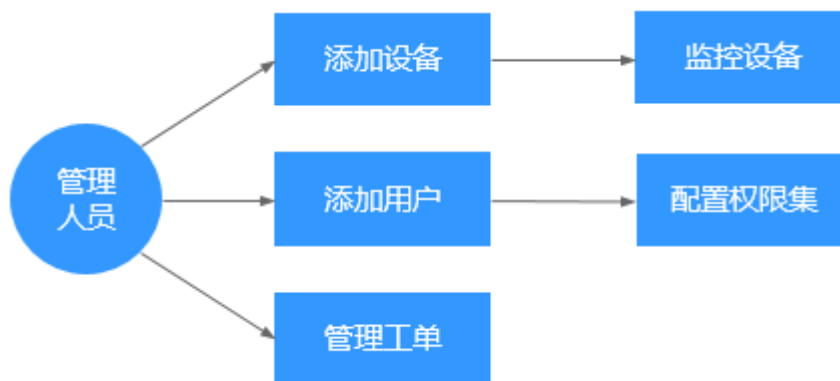 添加设备
监控设备
管理
人员
添加用户
配置权限集
管理工单